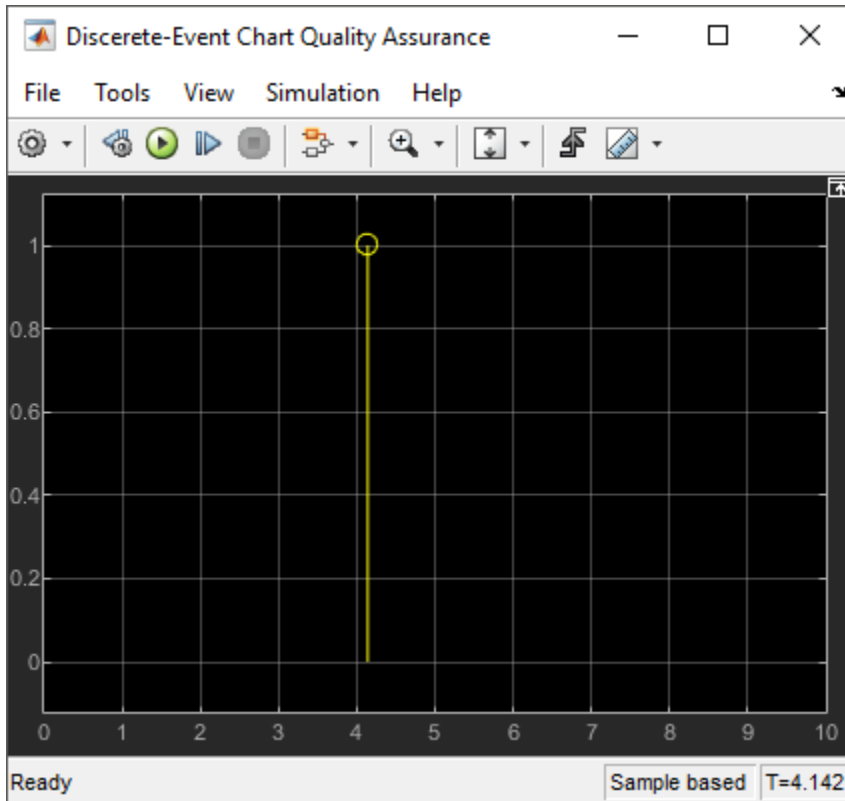 Discerete-Event Chart Quality Assurance
File Tools View Simulation Help
1
0.8
0.6
0.4
0.2
0
0 1 2 3 4 5 6 7 8 9 10
Ready Sample based T=4.142